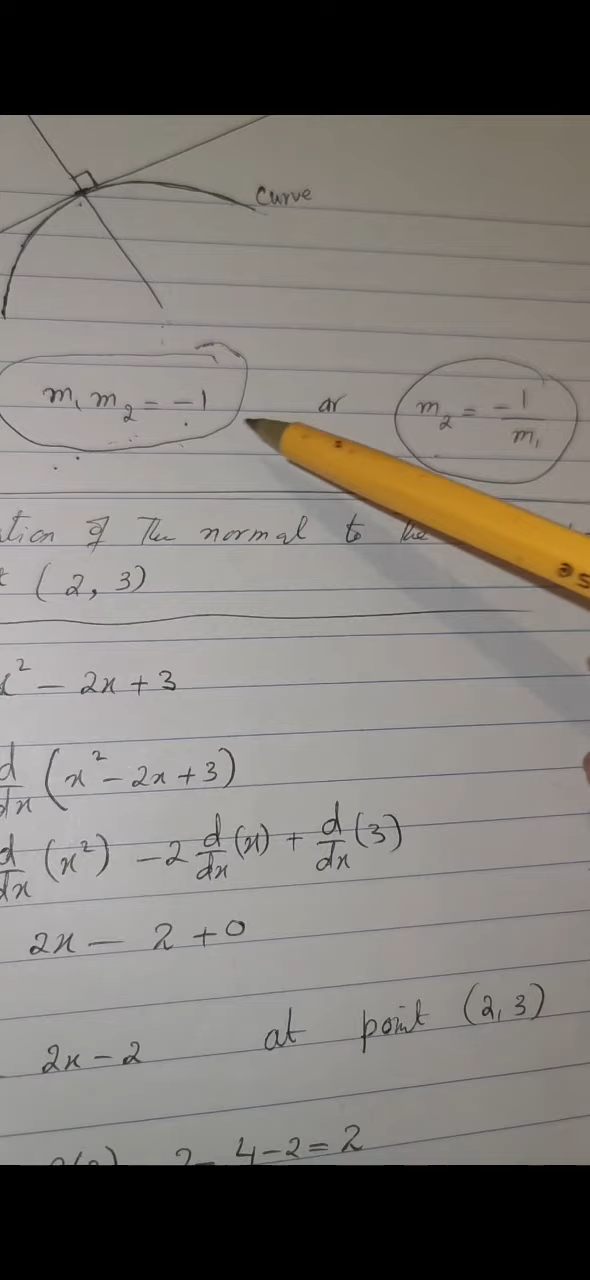 Curve
m₁ m₂ = -1 or m₂ = -1/m₁
of The normal to the
(2, 3)
x² - 2x + 3
d/dx (x² - 2x + 3)
d/dx (x²) - 2 d/dx (x) + d/dx (3)
2x - 2 + 0
2x - 2 at point (2, 3)
4 - 2 = 2